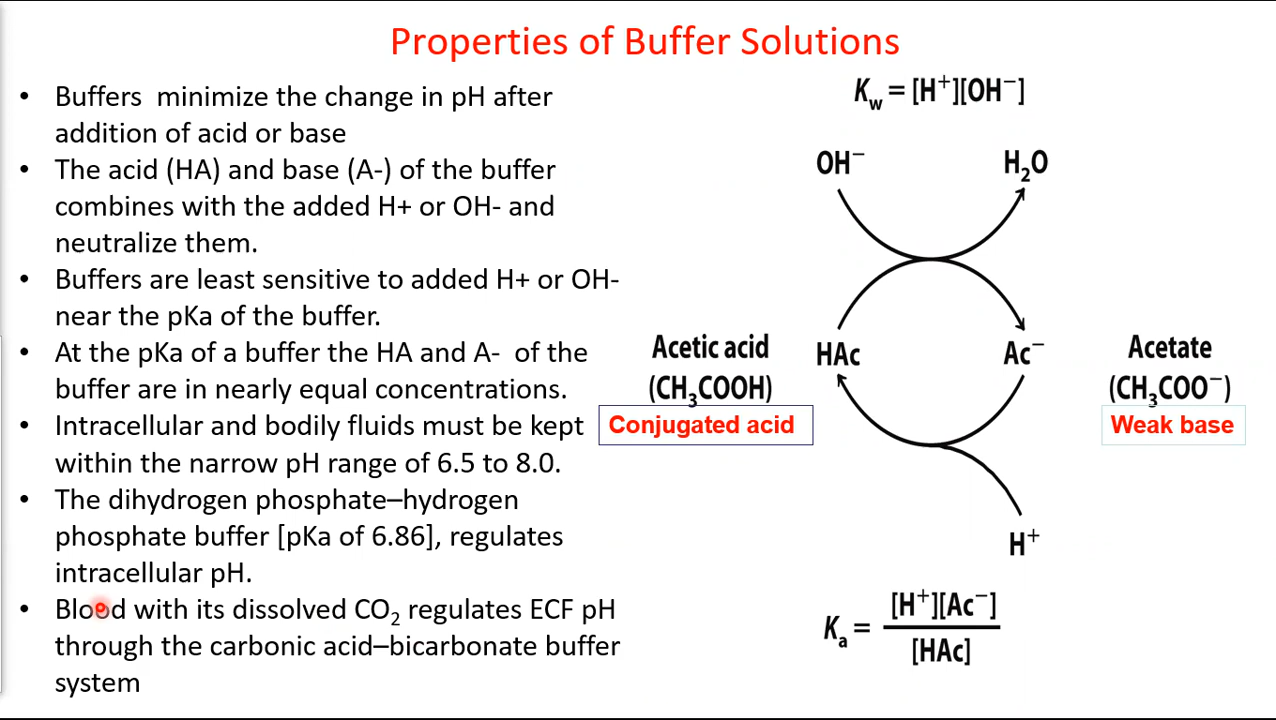 Properties of Buffer Solutions
• Buffers minimize the change in pH after
addition of acid or base
• The acid (HA) and base (A-) of the buffer
combines with the added H+ or OH- and
neutralize them.
• Buffers are least sensitive to added H+ or OH-
near the pKa of the buffer.
• At the pKa of a buffer the HA and A- of the
buffer are in nearly equal concentrations.
• Intracellular and bodily fluids must be kept
within the narrow pH range of 6.5 to 8.0.
• The dihydrogen phosphate–hydrogen
phosphate buffer [pKa of 6.86], regulates
intracellular pH.
• Blood with its dissolved CO₂ regulates ECF pH
through the carbonic acid–bicarbonate buffer
system
K_w = [H⁺][OH⁻]
OH⁻ H₂O
Acetic acid HAc Ac⁻ Acetate
(CH₃COOH) (CH₃COO⁻)
Conjugated acid Weak base
H⁺
[H⁺][Ac⁻]
Kₐ =
[HAc]